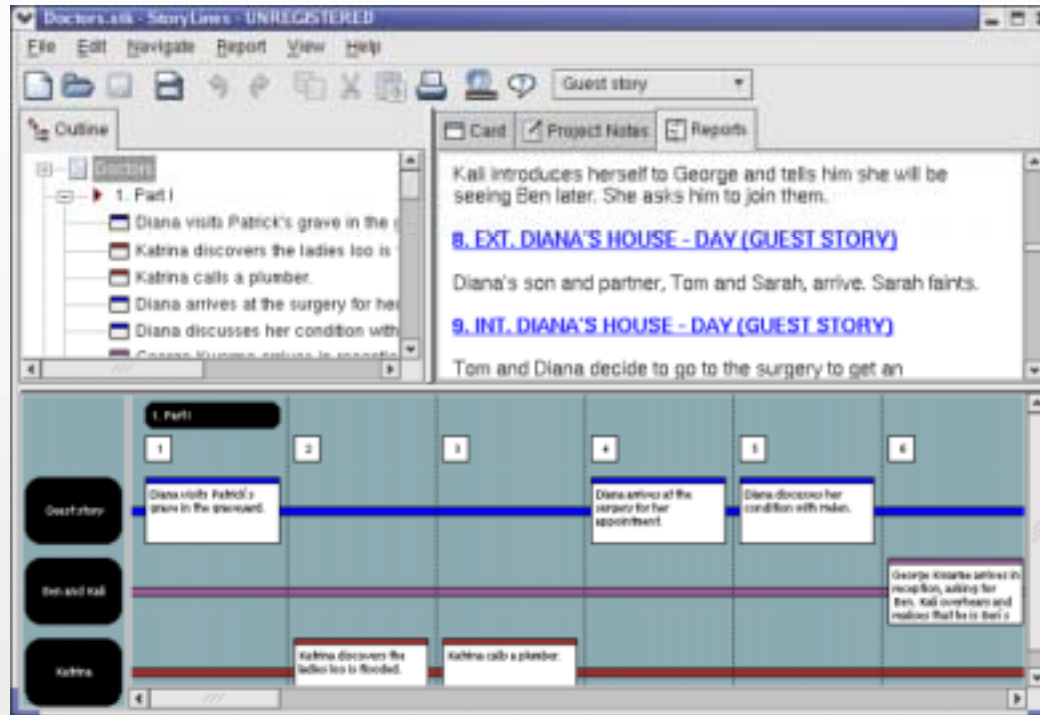 Doctors.stk - StoryLines - UNREGISTERED
File Edit Navigate Report View Help
Guest story
Outline
Card Project Notes Reports
Doctors
1. Part I
Diana visits Patrick's grave in the
Katrina discovers the ladies loo is
Katrina calls a plumber.
Diana arrives at the surgery for her
Diana discusses her condition with
George Kwame arrives in
Kali introduces herself to George and tells him she will be
seeing Ben later. She asks him to join them.
8. EXT. DIANA'S HOUSE - DAY (GUEST STORY)
Diana's son and partner, Tom and Sarah, arrive. Sarah faints.
9. INT. DIANA'S HOUSE - DAY (GUEST STORY)
Tom and Diana decide to go to the surgery to get an
1. Part I
1 2 3 4 5 6
Guest story
Diana visits Patrick's
grave in the graveyard.
Diana arrives at the
surgery for her
appointment.
Diana discusses her
condition with Helen.
Ben and Kali
George Kwame arrives in
reception, asking for
Ben. Kali overhears and
realises that he is Ben's
Katrina
Katrina discovers the
ladies loo is flooded.
Katrina calls a plumber.